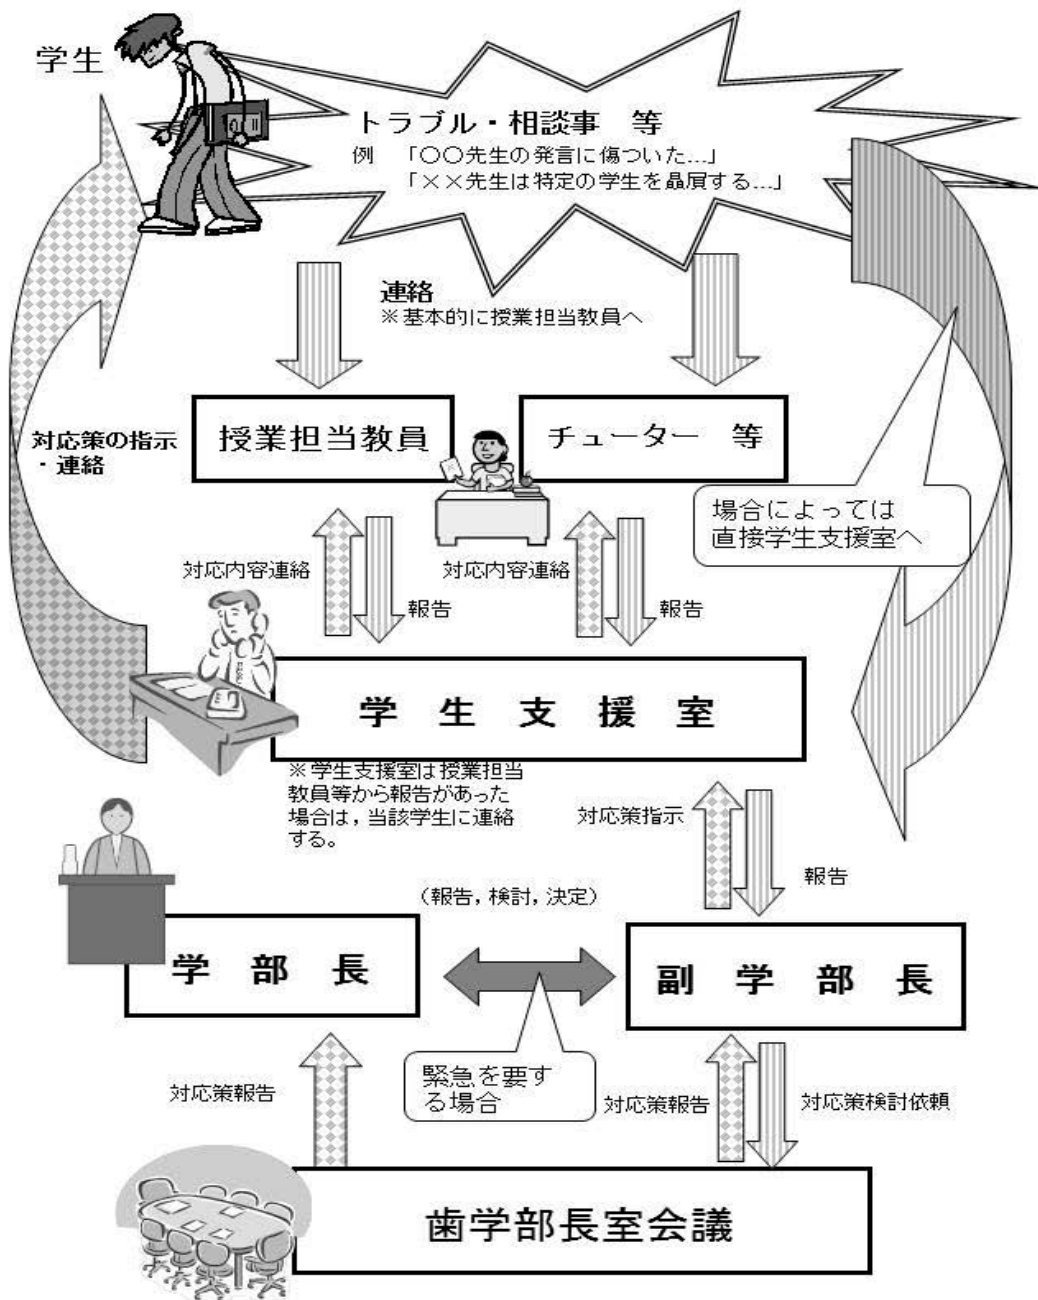 学生
トラブル・相談事　等
例　「〇〇先生の発言に傷ついた…」
「××先生は特定の学生を贔屓する…」
連絡
※基本的に授業担当教員へ
授業担当教員
チューター　等
対応策の指示
・連絡
場合によっては
直接学生支援室へ
対応内容連絡
報告
対応内容連絡
報告
学　生　支　援　室
※学生支援室は授業担当
教員等から報告があった
場合は，当該学生に連絡
する。
対応策指示
報告
（報告，検討，決定）
学　部　長
副　学　部　長
緊急を要す
る場合
対応策報告
対応策報告
対応策検討依頼
歯学部長室会議